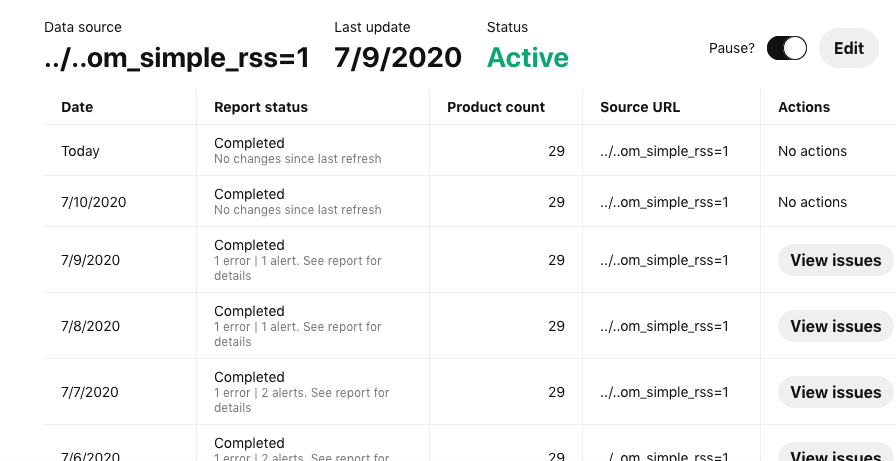 Data source Last update Status
../..om_simple_rss=1 7/9/2020 Active Pause? Edit
Date Report status Product count Source URL Actions
Today Completed 29 ../..om_simple_rss=1 No actions
No changes since last refresh
7/10/2020 Completed 29 ../..om_simple_rss=1 No actions
No changes since last refresh
7/9/2020 Completed 29 ../..om_simple_rss=1 View issues
1 error | 1 alert. See report for
details
7/8/2020 Completed 29 ../..om_simple_rss=1 View issues
1 error | 1 alert. See report for
details
7/7/2020 Completed 29 ../..om_simple_rss=1 View issues
1 error | 2 alerts. See report for
details
7/6/2020 Completed 29 ../..om_simple_rss=1 View issues
1 error | 2 alerts. See report for